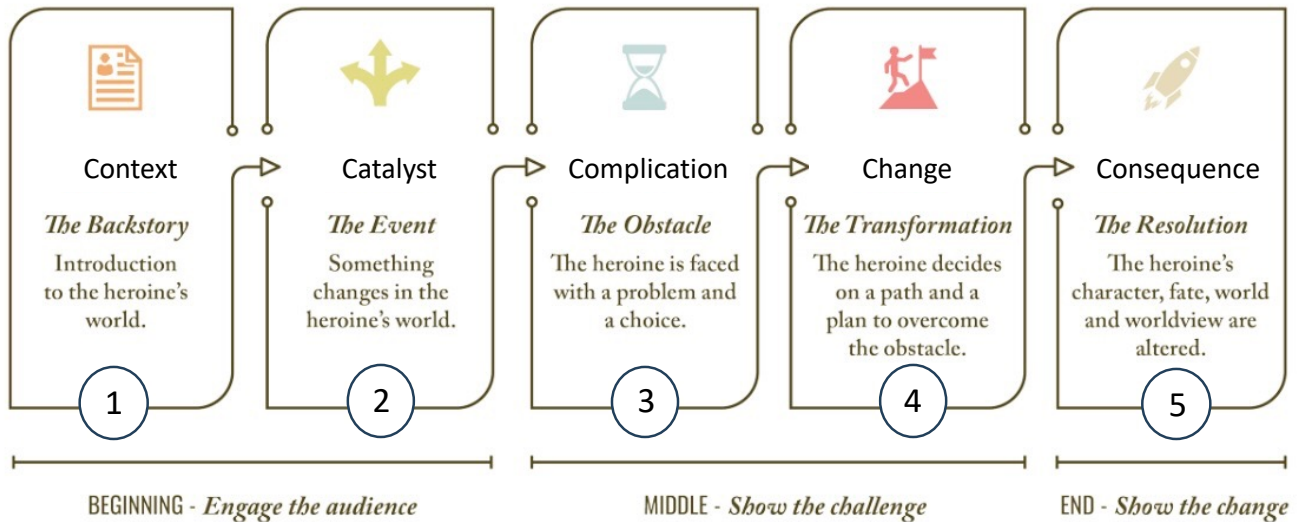 Context
The Backstory
Introduction
to the heroine's
world.
1
Catalyst
The Event
Something
changes in the
heroine's world.
2
Complication
The Obstacle
The heroine is faced
with a problem and
a choice.
3
Change
The Transformation
The heroine decides
on a path and a
plan to overcome
the obstacle.
4
Consequence
The Resolution
The heroine's
character, fate, world
and worldview are
altered.
5
BEGINNING - Engage the audience
MIDDLE - Show the challenge
END - Show the change